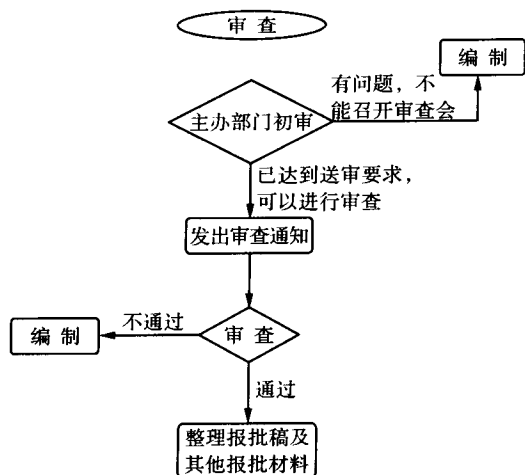 审查
编制
有问题，不
能召开审查会
主办部门初审
已达到送审要求，
可以进行审查
发出审查通知
不通过
编制
审查
通过
整理报批稿及
其他报批材料